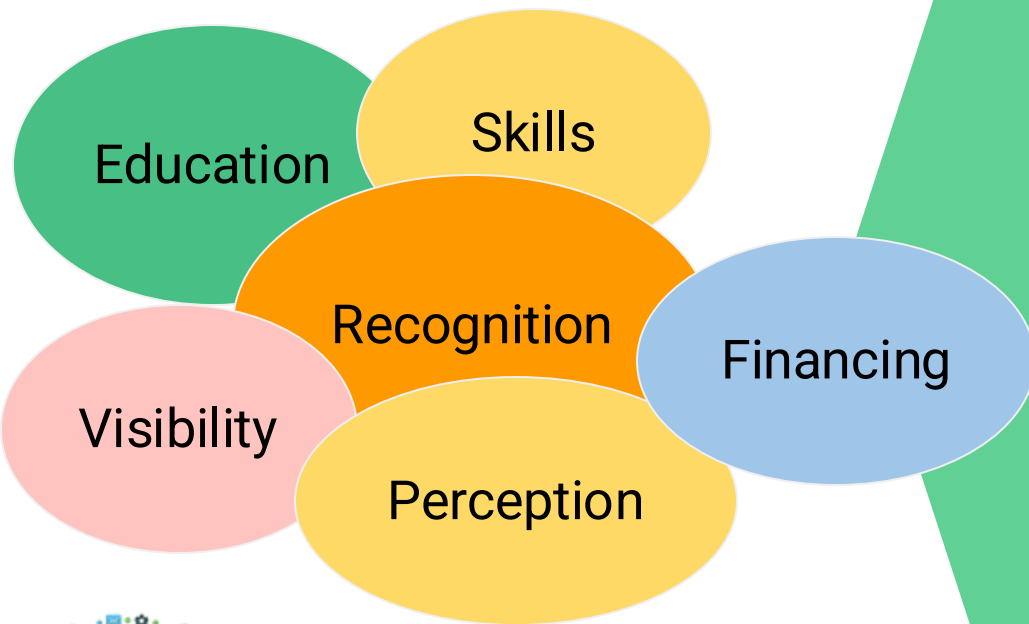 Skills
Education
Recognition
Financing
Visibility
Perception